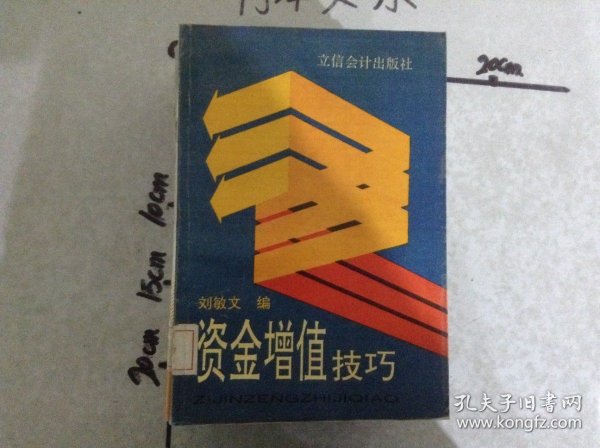 立信会计出版社
20cm
10cm
15cm
20cm
刘敏文 编
资金增值技巧
ZIJINZENGZHIJIQIAO
孔夫子旧书网
www.kongfz.com